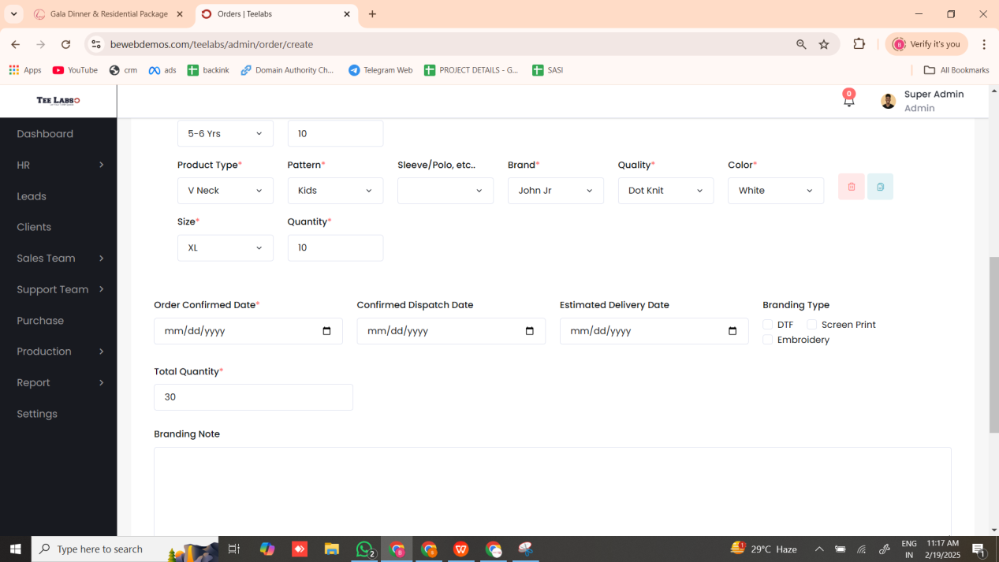 Gala Dinner & Residential Package
Orders | Teelabs
bewebdemos.com/teelabs/admin/order/create
Verify it's you
Apps
YouTube
crm
ads
backink
Domain Authority Ch...
Telegram Web
PROJECT DETAILS - G...
SASI
All Bookmarks
TEE LABS
0
Super Admin
Admin
Dashboard
HR
Leads
Clients
Sales Team
Support Team
Purchase
Production
Report
Settings
5-6 Yrs
10
Product Type*
Pattern*
Sleeve/Polo, etc..
Brand*
Quality*
Color*
V Neck
Kids
John Jr
Dot Knit
White
Size*
Quantity*
XL
10
Order Confirmed Date*
Confirmed Dispatch Date
Estimated Delivery Date
Branding Type
mm/dd/yyyy
mm/dd/yyyy
mm/dd/yyyy
DTF
Screen Print
Embroidery
Total Quantity*
30
Branding Note
Type here to search
2
29°C Haze
ENG
IN
11:17 AM
2/19/2025
1